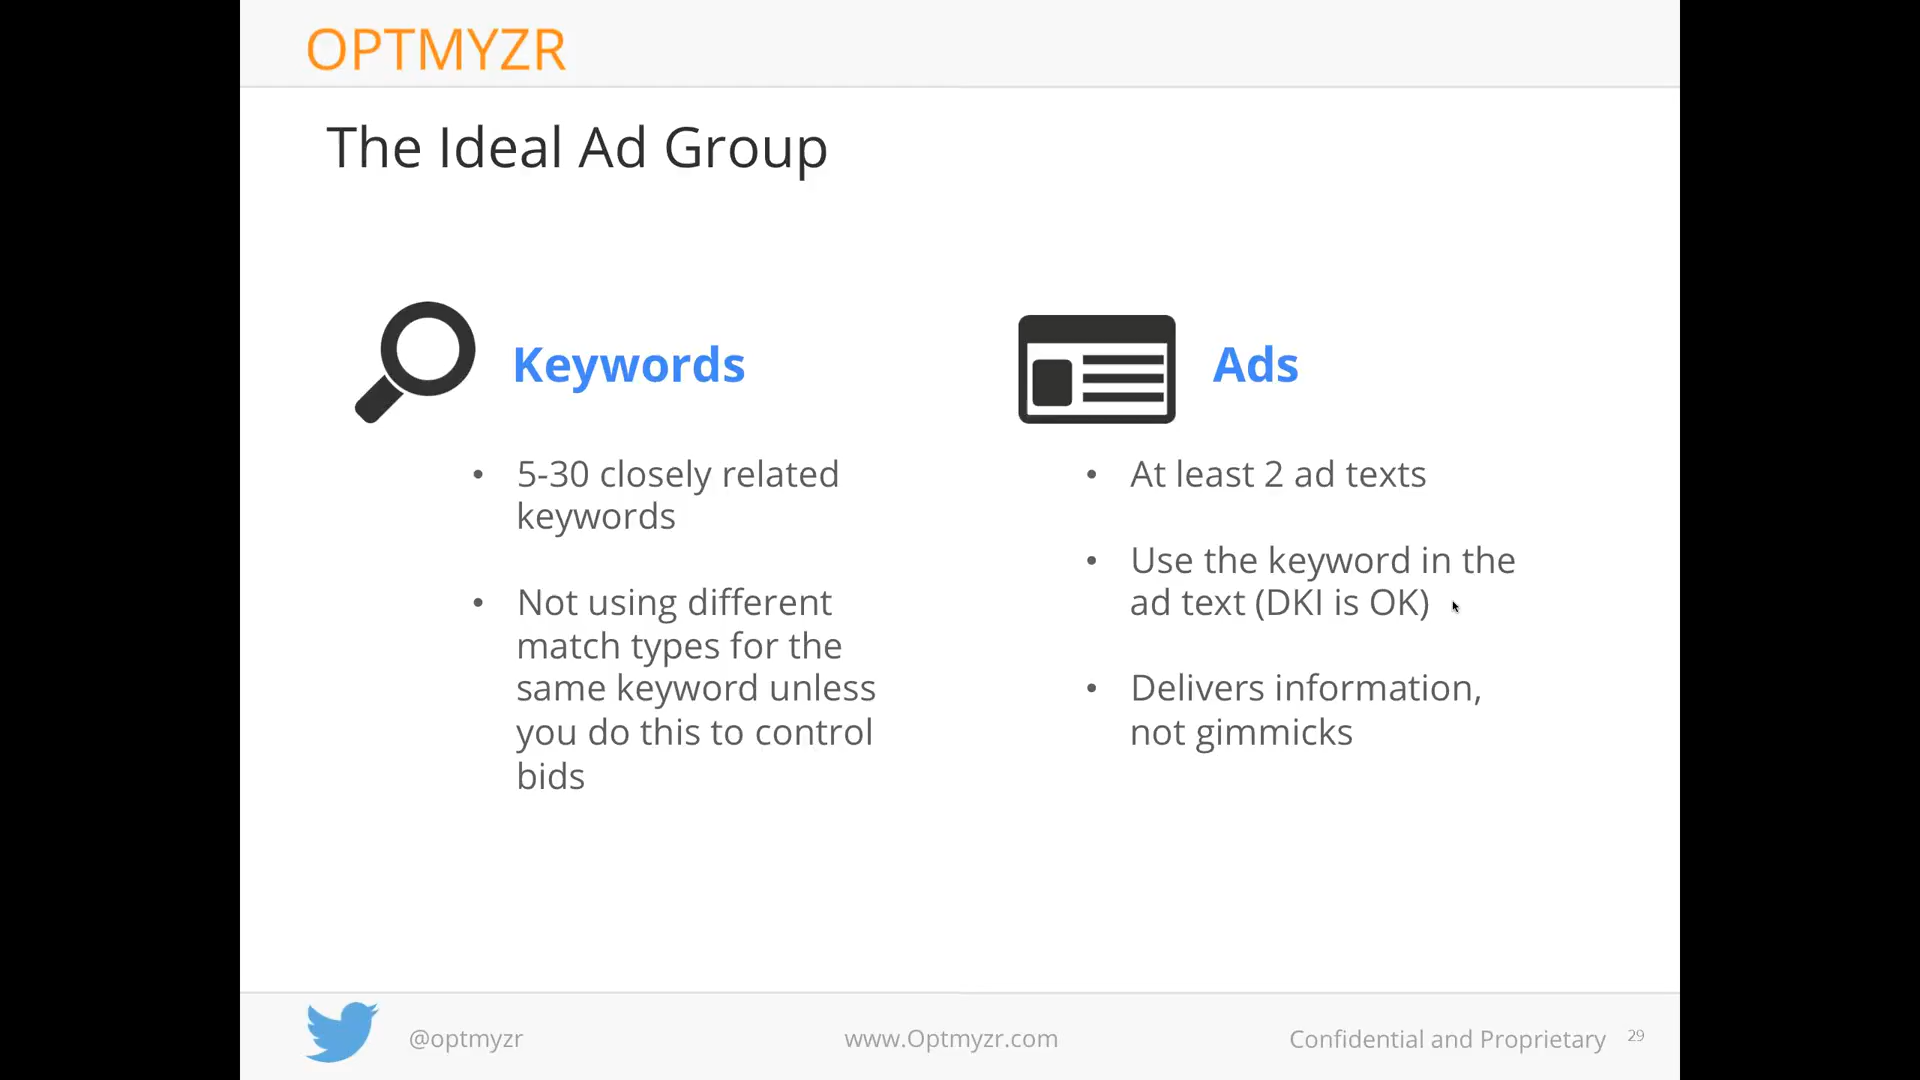 OPTMYZR
The Ideal Ad Group
Keywords
5-30 closely related
keywords
Not using different
match types for the
same keyword unless
you do this to control
bids
Ads
At least 2 ad texts
Use the keyword in the
ad text (DKI is OK)
Delivers information,
not gimmicks
@optmyzr
www.Optmyzr.com
Confidential and Proprietary
29